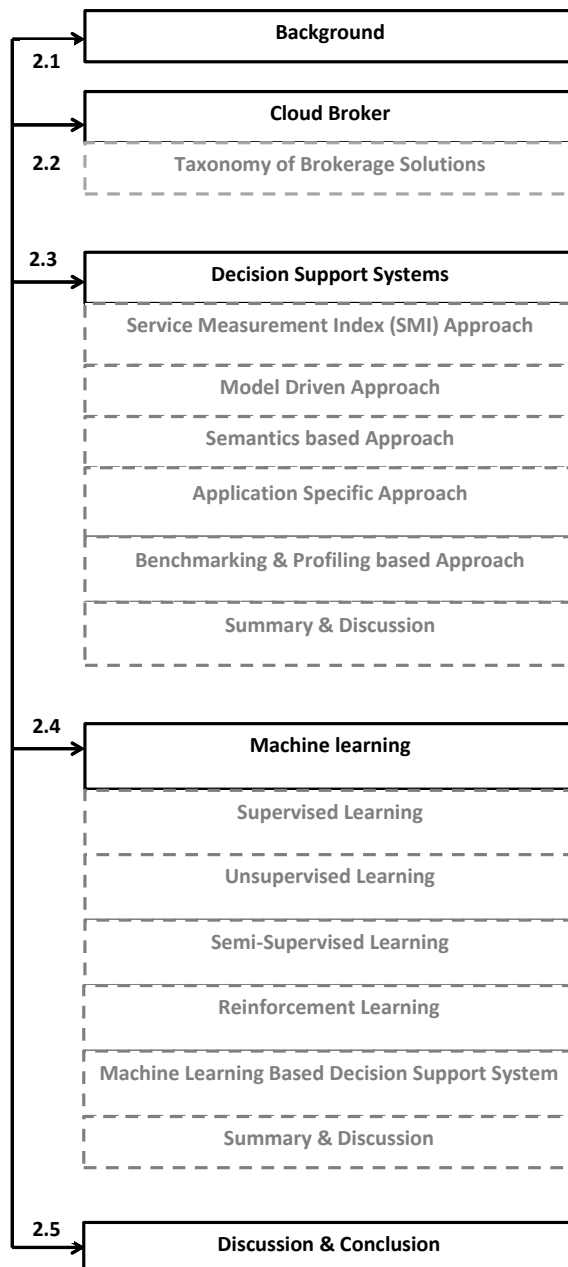 Background
2.1
Cloud Broker
2.2
Taxonomy of Brokerage Solutions
2.3
Decision Support Systems
Service Measurement Index (SMI) Approach
Model Driven Approach
Semantics based Approach
Application Specific Approach
Benchmarking & Profiling based Approach
Summary & Discussion
2.4
Machine learning
Supervised Learning
Unsupervised Learning
Semi-Supervised Learning
Reinforcement Learning
Machine Learning Based Decision Support System
Summary & Discussion
2.5
Discussion & Conclusion